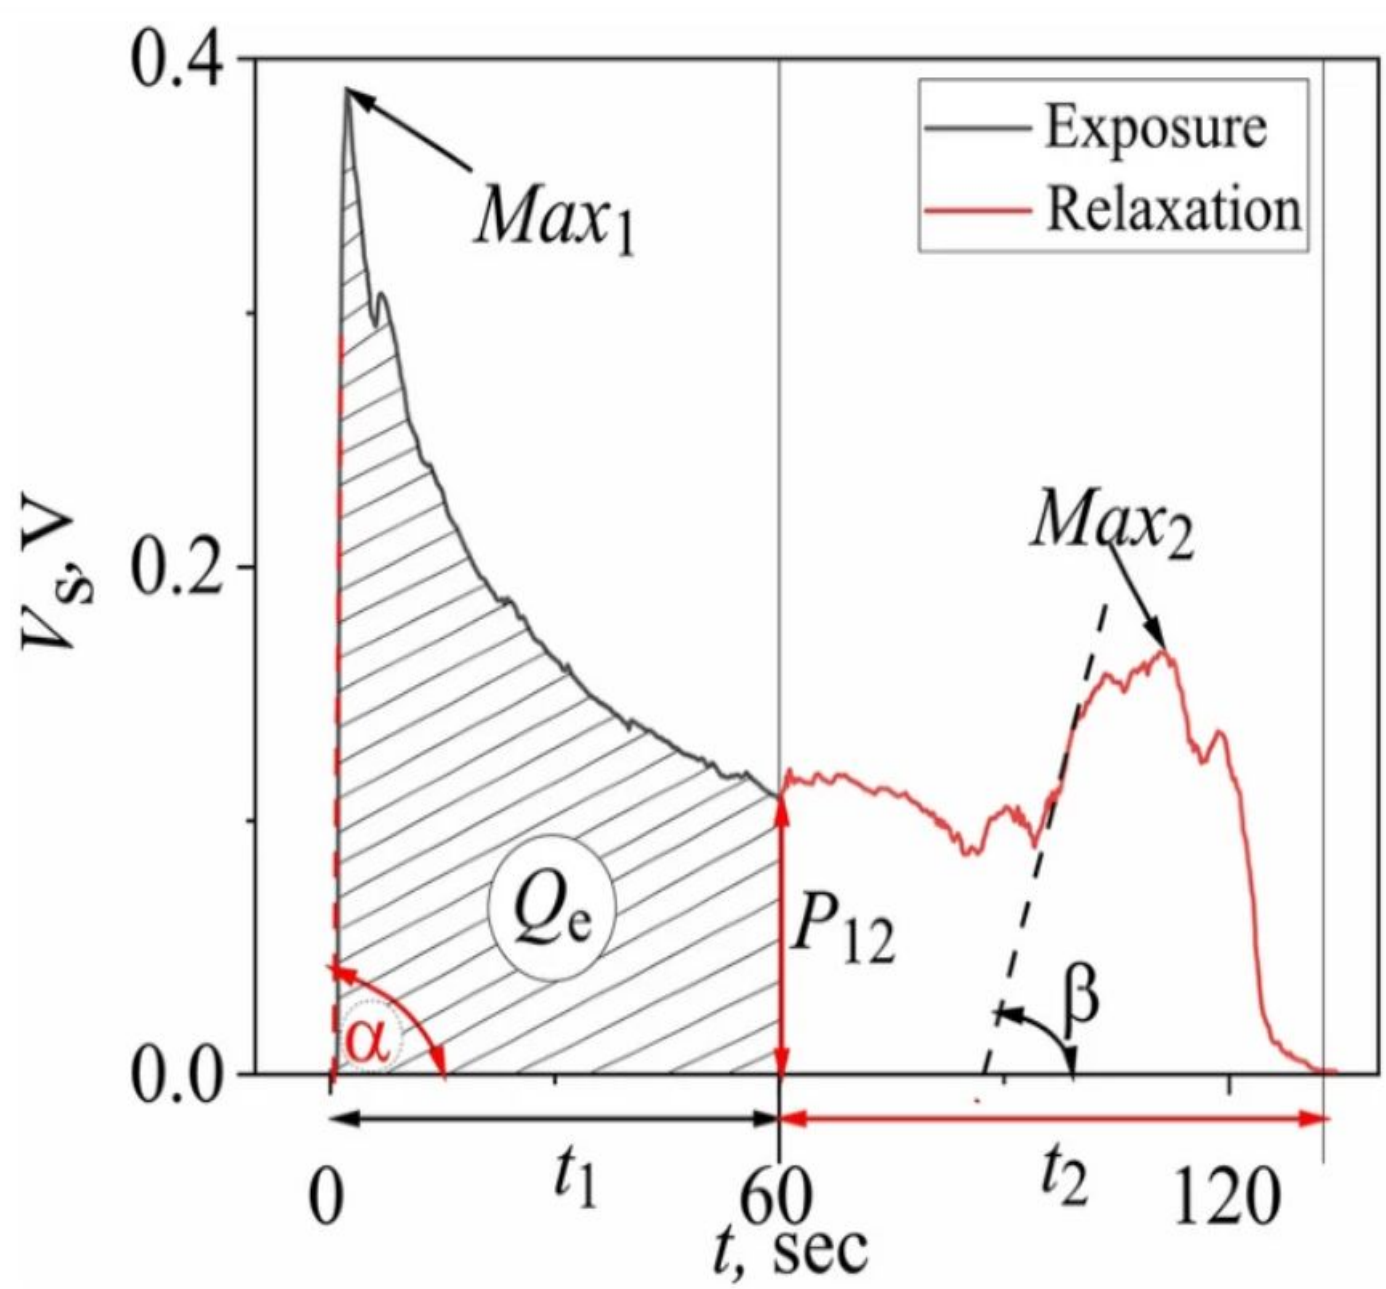 0.4
Exposure
Relaxation
Max₁
Vₛ, V
0.2
Max₂
Qₑ
P₁₂
β
α
0.0
t₁
t₂
0
60
120
t, sec